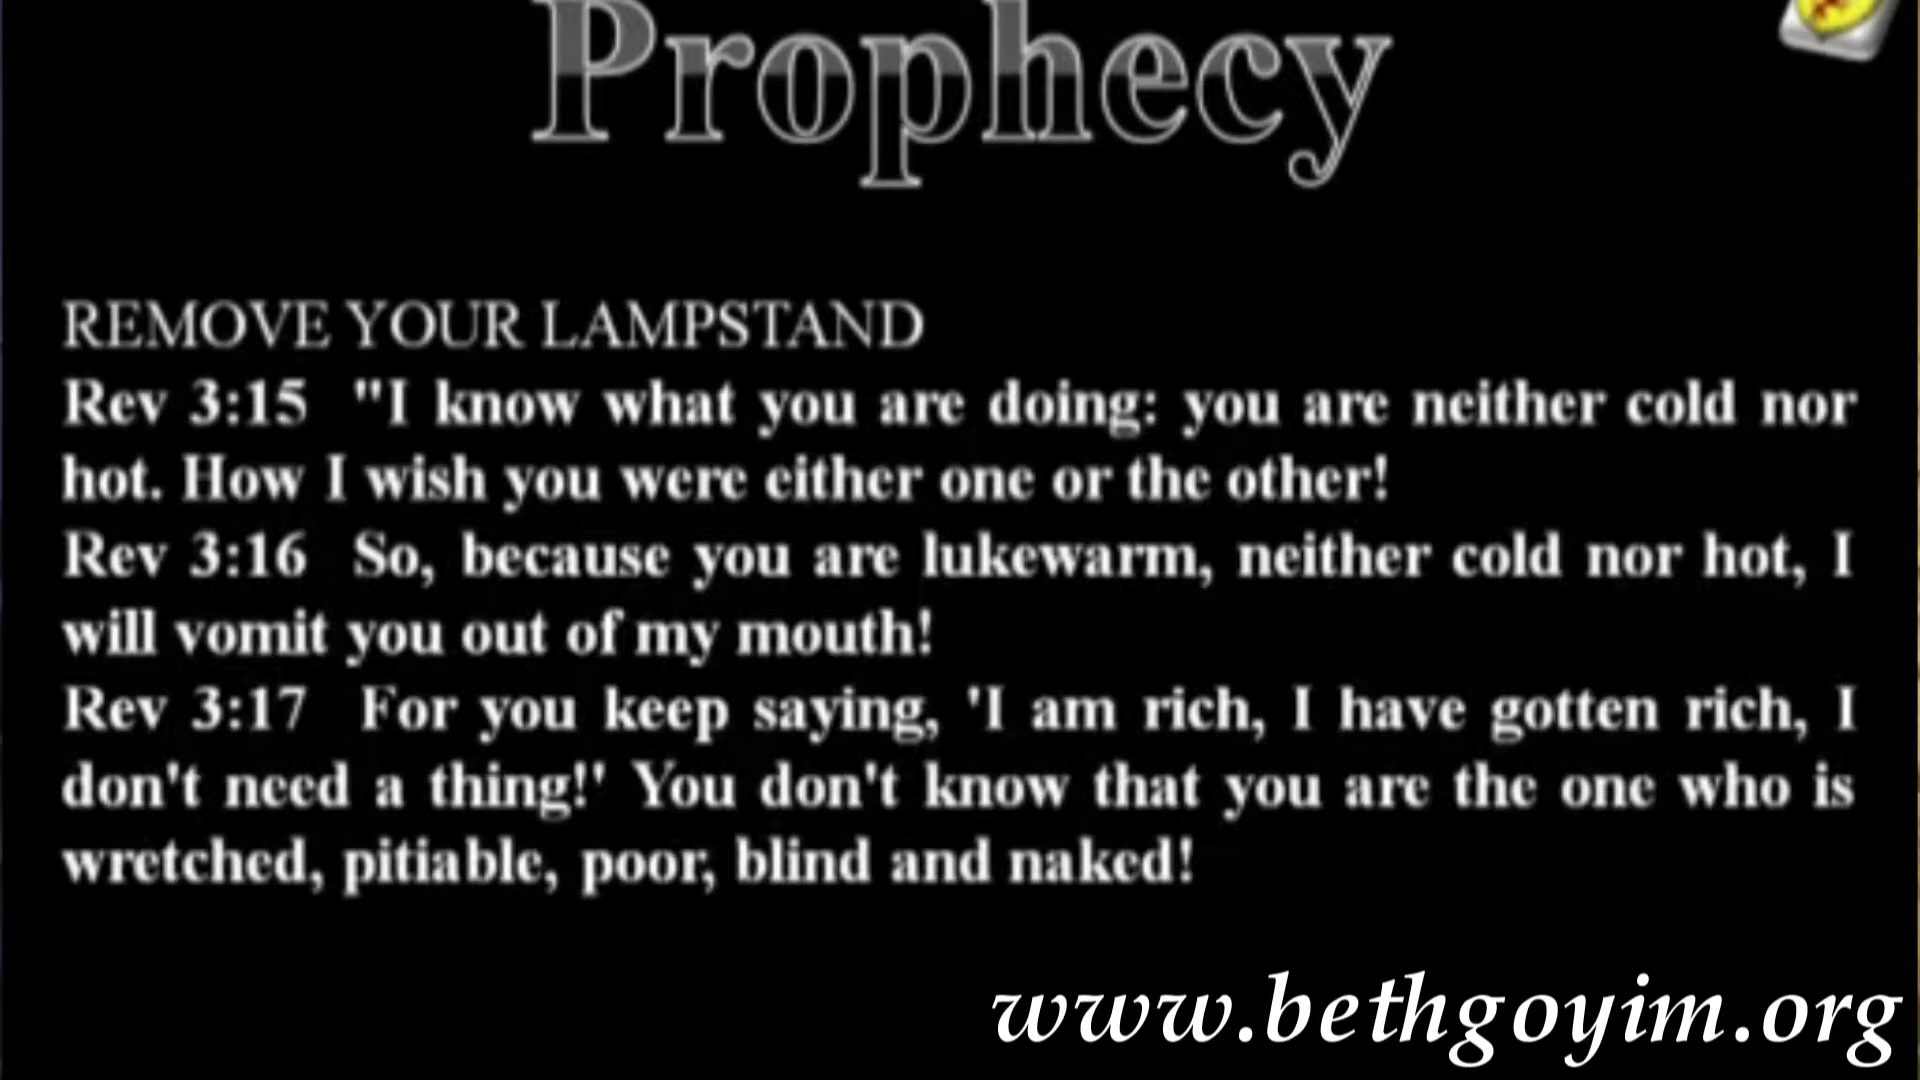 Prophecy
REMOVE YOUR LAMPSTAND
Rev 3:15 "I know what you are doing: you are neither cold nor
hot. How I wish you were either one or the other!
Rev 3:16 So, because you are lukewarm, neither cold nor hot, I
will vomit you out of my mouth!
Rev 3:17 For you keep saying, 'I am rich, I have gotten rich, I
don't need a thing!' You don't know that you are the one who is
wretched, pitiable, poor, blind and naked!
www.bethgoyim.org